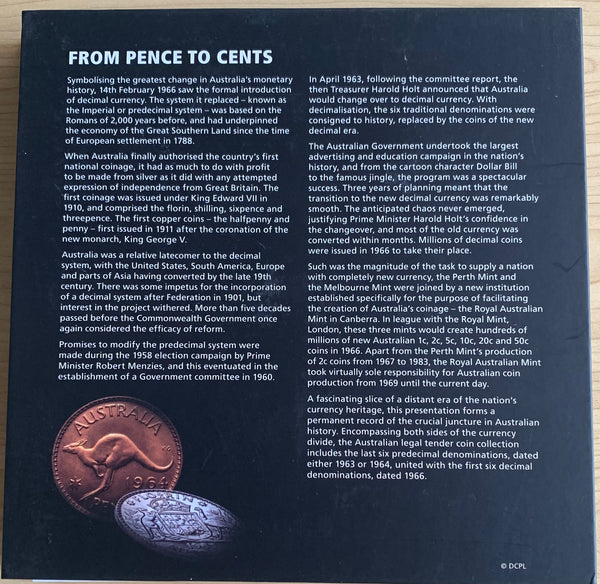 FROM PENCE TO CENTS
Symbolising the greatest change in Australia's monetary
history, 14th February 1966 saw the formal introduction
of decimal currency. The system it replaced – known as
the Imperial or predecimal system – was based on the
Romans of 2,000 years before, and had underpinned
the economy of the Great Southern Land since the time
of European settlement in 1788.
When Australia finally authorised the country's first
national coinage, it had as much to do with profit
to be made from silver as it did with any attempted
expression of independence from Great Britain. The
first coinage was issued under King Edward VII in
1910, and comprised the florin, shilling, sixpence and
threepence. The first copper coins – the halfpenny and
penny – first issued in 1911 after the coronation of the
new monarch, King George V.
Australia was a relative latecomer to the decimal
system, with the United States, South America, Europe
and parts of Asia having converted by the late 19th
century. There was some impetus for the incorporation
of a decimal system after Federation in 1901, but
interest in the project withered. More than five decades
passed before the Commonwealth Government once
again considered the efficacy of reform.
Promises to modify the predecimal system were
made during the 1958 election campaign by Prime
Minister Robert Menzies, and this eventuated in the
establishment of a Government committee in 1960.
In April 1963, following the committee report, the
then Treasurer Harold Holt announced that Australia
would change over to decimal currency. With
decimalisation, the six traditional denominations were
consigned to history, replaced by the coins of the new
decimal era.
The Australian Government undertook the largest
advertising and education campaign in the nation's
history, and from the cartoon character Dollar Bill
to the famous jingle, the program was a spectacular
success. Three years of planning meant that the
transition to the new decimal currency was remarkably
smooth. The anticipated chaos never emerged,
justifying Prime Minister Harold Holt's confidence in
the changeover, and most of the old currency was
converted within months. Millions of decimal coins
were issued in 1966 to take their place.
Such was the magnitude of the task to supply a nation
with completely new currency, the Perth Mint and
the Melbourne Mint were joined by a new institution
established specifically for the purpose of facilitating
the creation of Australia's coinage – the Royal Australian
Mint in Canberra. In league with the Royal Mint,
London, these three mints would create hundreds of
millions of new Australian 1c, 2c, 5c, 10c, 20c and 50c
coins in 1966. Apart from the Perth Mint's production
of 2c coins from 1967 to 1983, the Royal Australian Mint
took virtually sole responsibility for Australian coin
production from 1969 until the current day.
A fascinating slice of a distant era of the nation's
currency heritage, this presentation forms a
permanent record of the crucial juncture in Australian
history. Encompassing both sides of the currency
divide, the Australian legal tender coin collection
includes the last six predecimal denominations, dated
either 1963 or 1964, united with the first six decimal
denominations, dated 1966.
AUSTRALIA
1964
© DCPL